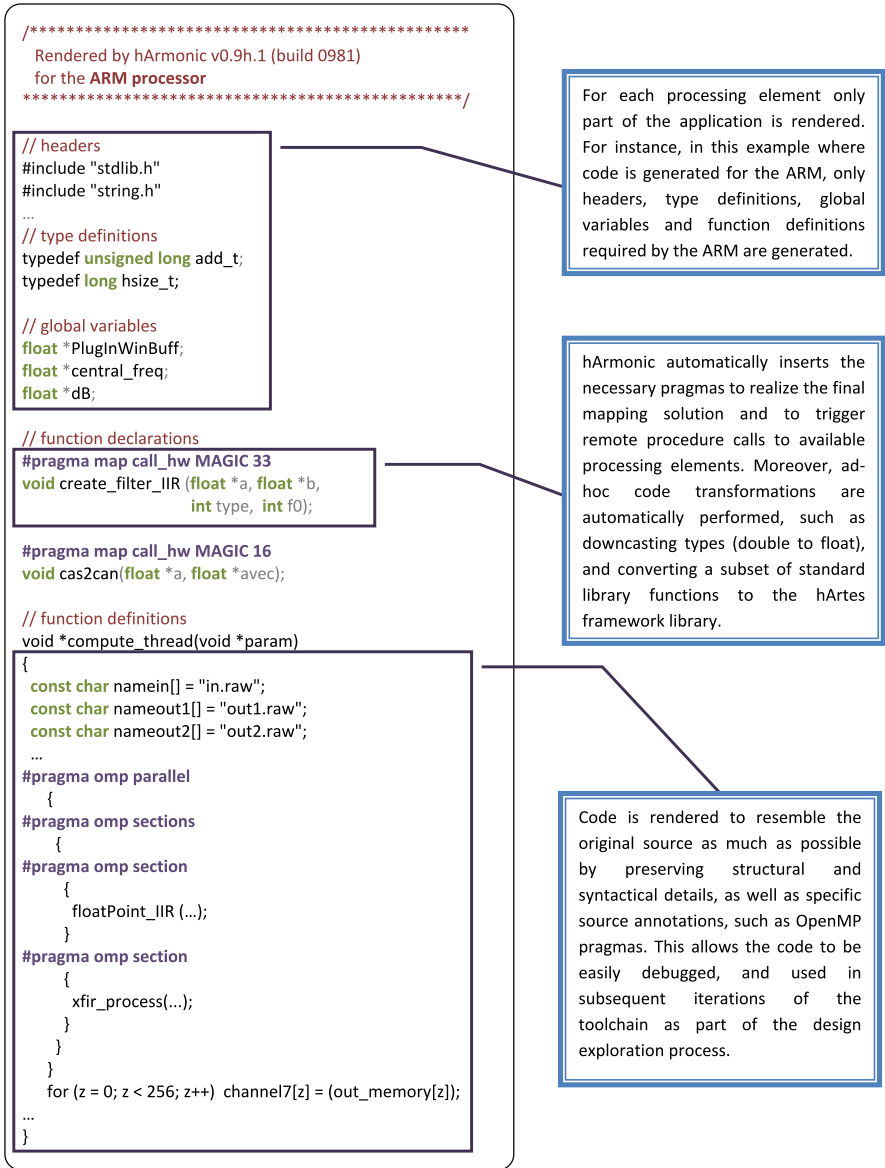 /************************************************
Rendered by hArmonic v0.9h.1 (build 0981)
for the ARM processor
************************************************/
// headers
#include "stdlib.h"
#include "string.h"
...
// type definitions
typedef unsigned long add_t;
typedef long hsize_t;
// global variables
float *PlugInWinBuff;
float *central_freq;
float *dB;
// function declarations
#pragma map call_hw MAGIC 33
void create_filter_IIR (float *a, float *b,
int type, int f0);
#pragma map call_hw MAGIC 16
void cas2can(float *a, float *avec);
// function definitions
void *compute_thread(void *param)
{
const char namein[] = "in.raw";
const char nameout1[] = "out1.raw";
const char nameout2[] = "out2.raw";
...
#pragma omp parallel
{
#pragma omp sections
{
#pragma omp section
{
floatPoint_IIR (...);
}
#pragma omp section
{
xfir_process(...);
}
}
}
for (z = 0; z < 256; z++) channel7[z] = (out_memory[z]);
...
}
For each processing element only
part of the application is rendered.
For instance, in this example where
code is generated for the ARM, only
headers, type definitions, global
variables and function definitions
required by the ARM are generated.
hArmonic automatically inserts the
necessary pragmas to realize the final
mapping solution and to trigger
remote procedure calls to available
processing elements. Moreover, ad-
hoc code transformations are
automatically performed, such as
downcasting types (double to float),
and converting a subset of standard
library functions to the hArtes
framework library.
Code is rendered to resemble the
original source as much as possible
by preserving structural and
syntactical details, as well as specific
source annotations, such as OpenMP
pragmas. This allows the code to be
easily debugged, and used in
subsequent iterations of the
toolchain as part of the design
exploration process.